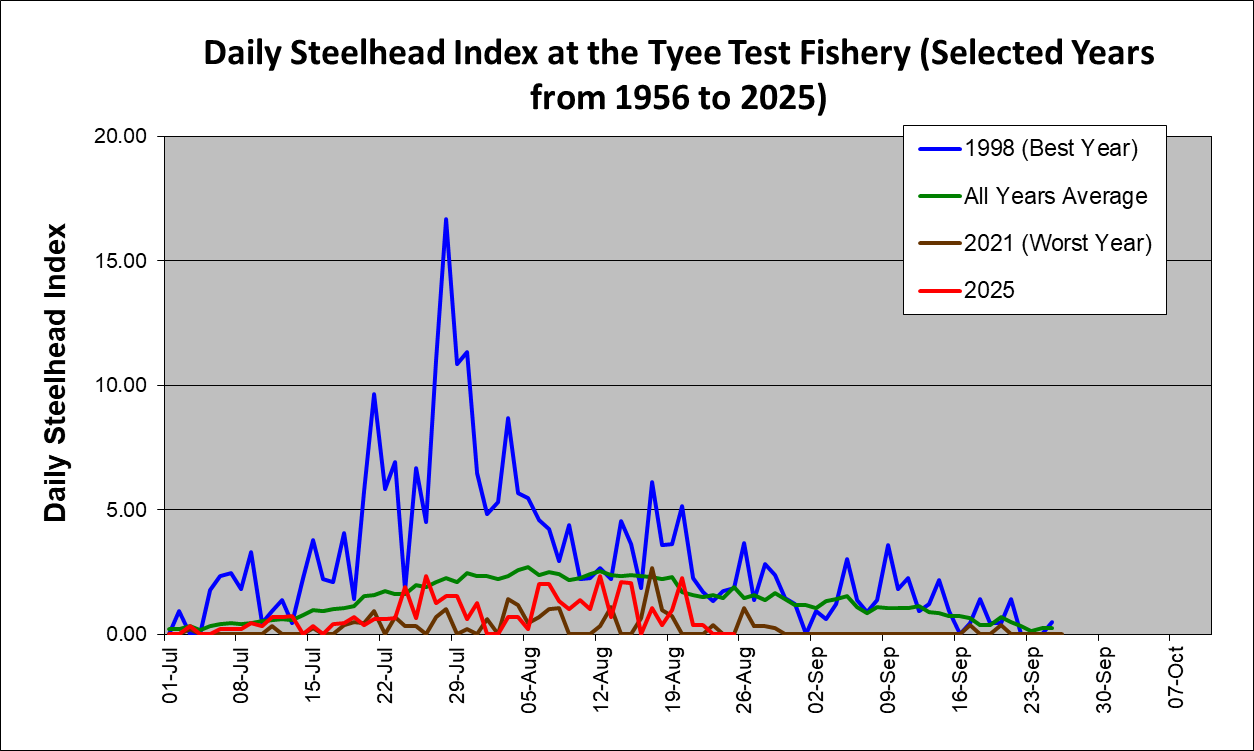 Daily Steelhead Index at the Tyee Test Fishery (Selected Years
from 1956 to 2025)
Daily Steelhead Index
20.00
15.00
10.00
5.00
0.00
1998 (Best Year)
All Years Average
2021 (Worst Year)
2025
01-Jul
08-Jul
15-Jul
22-Jul
29-Jul
05-Aug
12-Aug
19-Aug
26-Aug
02-Sep
09-Sep
16-Sep
23-Sep
30-Sep
07-Oct